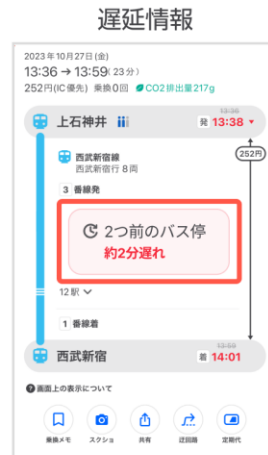 遅延情報
2023年10月27日(金)
13:36 → 13:59(23分)
252円(IC優先) 乗換0回 CO2排出量217g
13:36
上石神井 発 13:38
252円
西武新宿線
西武新宿行 8両
3 番線発
2つ前のバス停
約2分遅れ
12駅
1 番線着
13:59
西武新宿 着 14:01
?画面上の表示について
乗換メモ スクショ 共有 迂回路 定期代